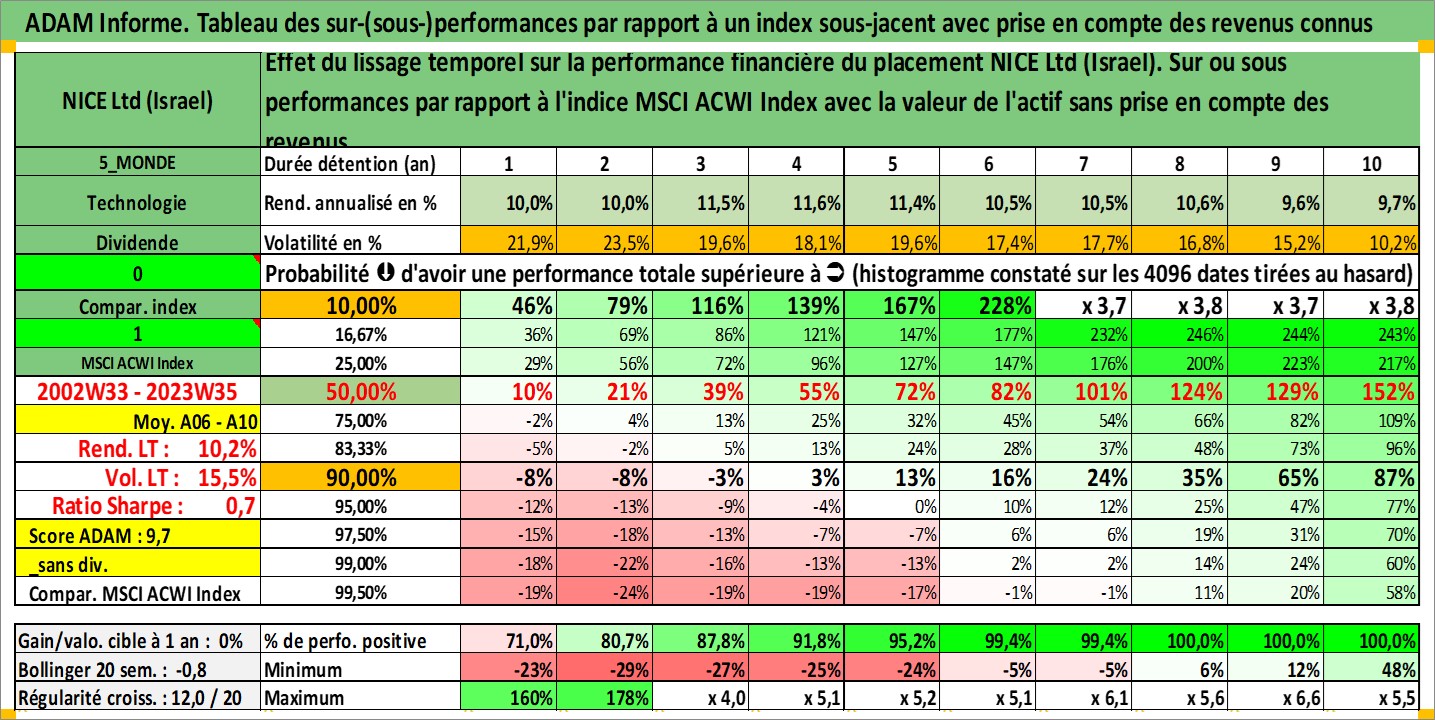 ADAM Informe. Tableau des sur-(sous-)performances par rapport à un index sous-jacent avec prise en compte des revenus connus
NICE Ltd (Israel)
Effet du lissage temporel sur la performance financière du placement NICE Ltd (Israel). Sur ou sous
performances par rapport à l'indice MSCI ACWI Index avec la valeur de l'actif sans prise en compte des
revenus
5_MONDE Durée détention (an) 1 2 3 4 5 6 7 8 9 10
Technologie Rend. annualisé en % 10,0% 10,0% 11,5% 11,6% 11,4% 10,5% 10,5% 10,6% 9,6% 9,7%
Dividende Volatilité en % 21,9% 23,5% 19,6% 18,1% 19,6% 17,4% 17,7% 16,8% 15,2% 10,2%
0 Probabilité d'avoir une performance totale supérieure à (histogramme constaté sur les 4096 dates tirées au hasard)
Compar. index 10,00% 46% 79% 116% 139% 167% 228% x 3,7 x 3,8 x 3,7 x 3,8
1 16,67% 36% 69% 86% 121% 147% 177% 232% 246% 244% 243%
MSCI ACWI Index 25,00% 29% 56% 72% 96% 127% 147% 176% 200% 223% 217%
2002W33 - 2023W35 50,00% 10% 21% 39% 55% 72% 82% 101% 124% 129% 152%
Moy. A06 - A10 75,00% -2% 4% 13% 25% 32% 45% 54% 66% 82% 109%
Rend. LT : 10,2% 83,33% -5% -2% 5% 13% 24% 28% 37% 48% 73% 96%
Vol. LT : 15,5% 90,00% -8% -8% -3% 3% 13% 16% 24% 35% 65% 87%
Ratio Sharpe : 0,7 95,00% -12% -13% -9% -4% 0% 10% 12% 25% 47% 77%
Score ADAM : 9,7 97,50% -15% -18% -13% -7% -7% 6% 6% 19% 31% 70%
_sans div. 99,00% -18% -22% -16% -13% -13% 2% 2% 14% 24% 60%
Compar. MSCI ACWI Index 99,50% -19% -24% -19% -19% -17% -1% -1% 11% 20% 58%
Gain/valo. cible à 1 an : 0% % de perfo. positive 71,0% 80,7% 87,8% 91,8% 95,2% 99,4% 99,4% 100,0% 100,0% 100,0%
Bollinger 20 sem. : -0,8 Minimum -23% -29% -27% -25% -24% -5% -5% 6% 12% 48%
Régularité croiss. : 12,0 / 20 Maximum 160% 178% x 4,0 x 5,1 x 5,2 x 5,1 x 6,1 x 5,6 x 6,6 x 5,5